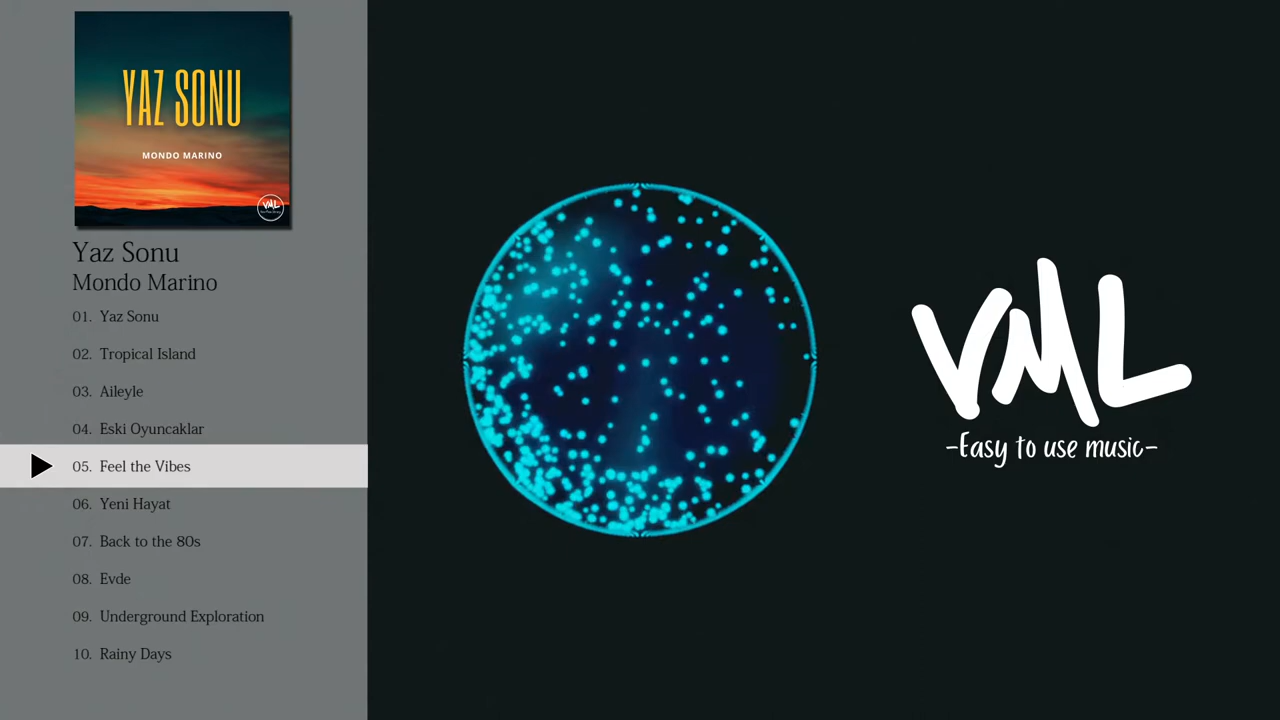 YAZ SONU
MONDO MARINO
VML
Yaz Sonu
Mondo Marino
01. Yaz Sonu
02. Tropical Island
03. Aileyle
04. Eski Oyuncaklar
05. Feel the Vibes
06. Yeni Hayat
07. Back to the 80s
08. Evde
09. Underground Exploration
10. Rainy Days
VML
-Easy to use music-